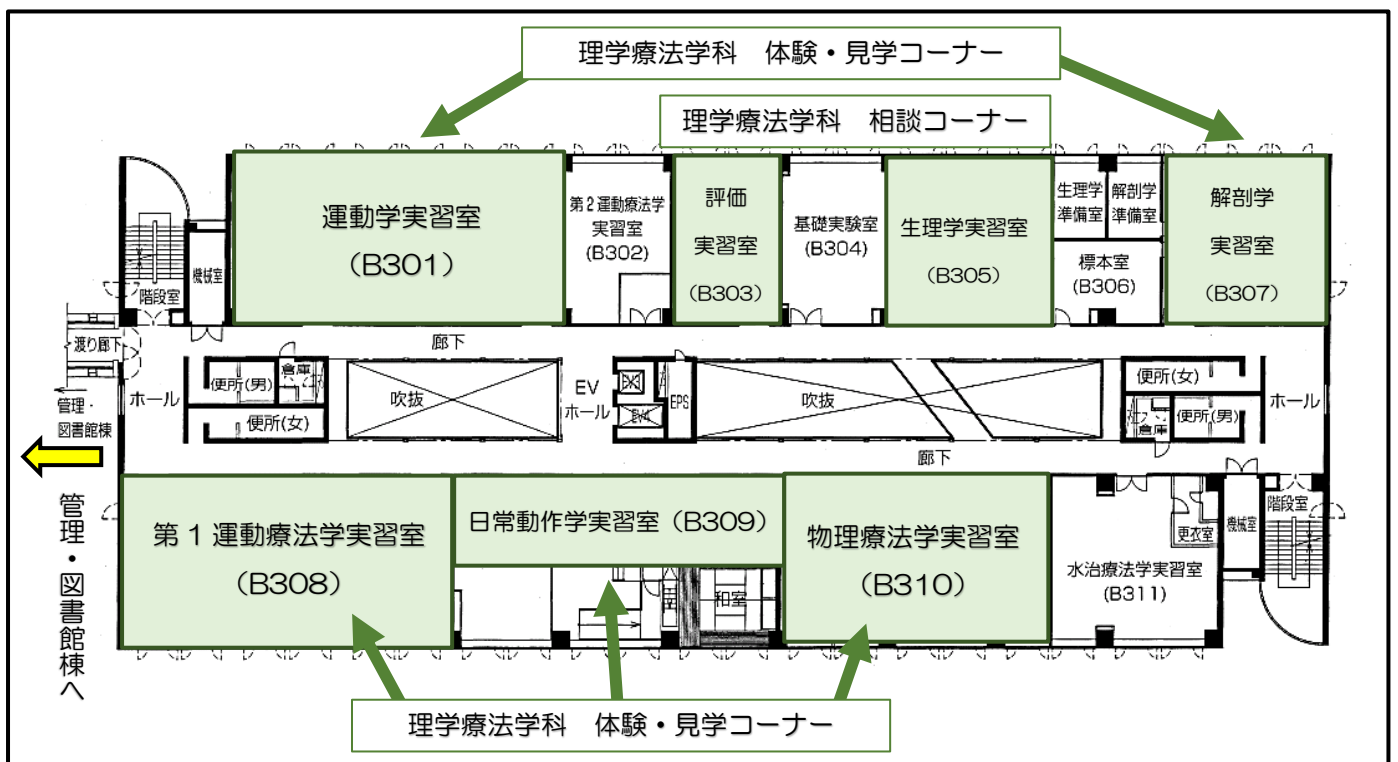 理学療法学科　体験・見学コーナー
理学療法学科　相談コーナー
運動学実習室
（B301）
第2運動療法学
実習室
(B302)
評価
実習室
（B303）
基礎実験室
(B304)
生理学実習室
（B305）
生理学
準備室
解剖学
準備室
標本室
(B306)
解剖学
実習室
（B307）
機械室
階段室
渡り廊下
廊下
ホール
便所(男)
倉庫
便所(女)
吹抜
EV
ホール
EPS
吹抜
便所(女)
倉庫
便所(男)
ホール
管理・
図書館棟
廊下
管理・図書館棟へ
第1運動療法学実習室
（B308）
日常動作学実習室（B309）
和室
物理療法学実習室
（B310）
更衣室
水治療法学実習室
(B311)
機械室
階段室
理学療法学科　体験・見学コーナー